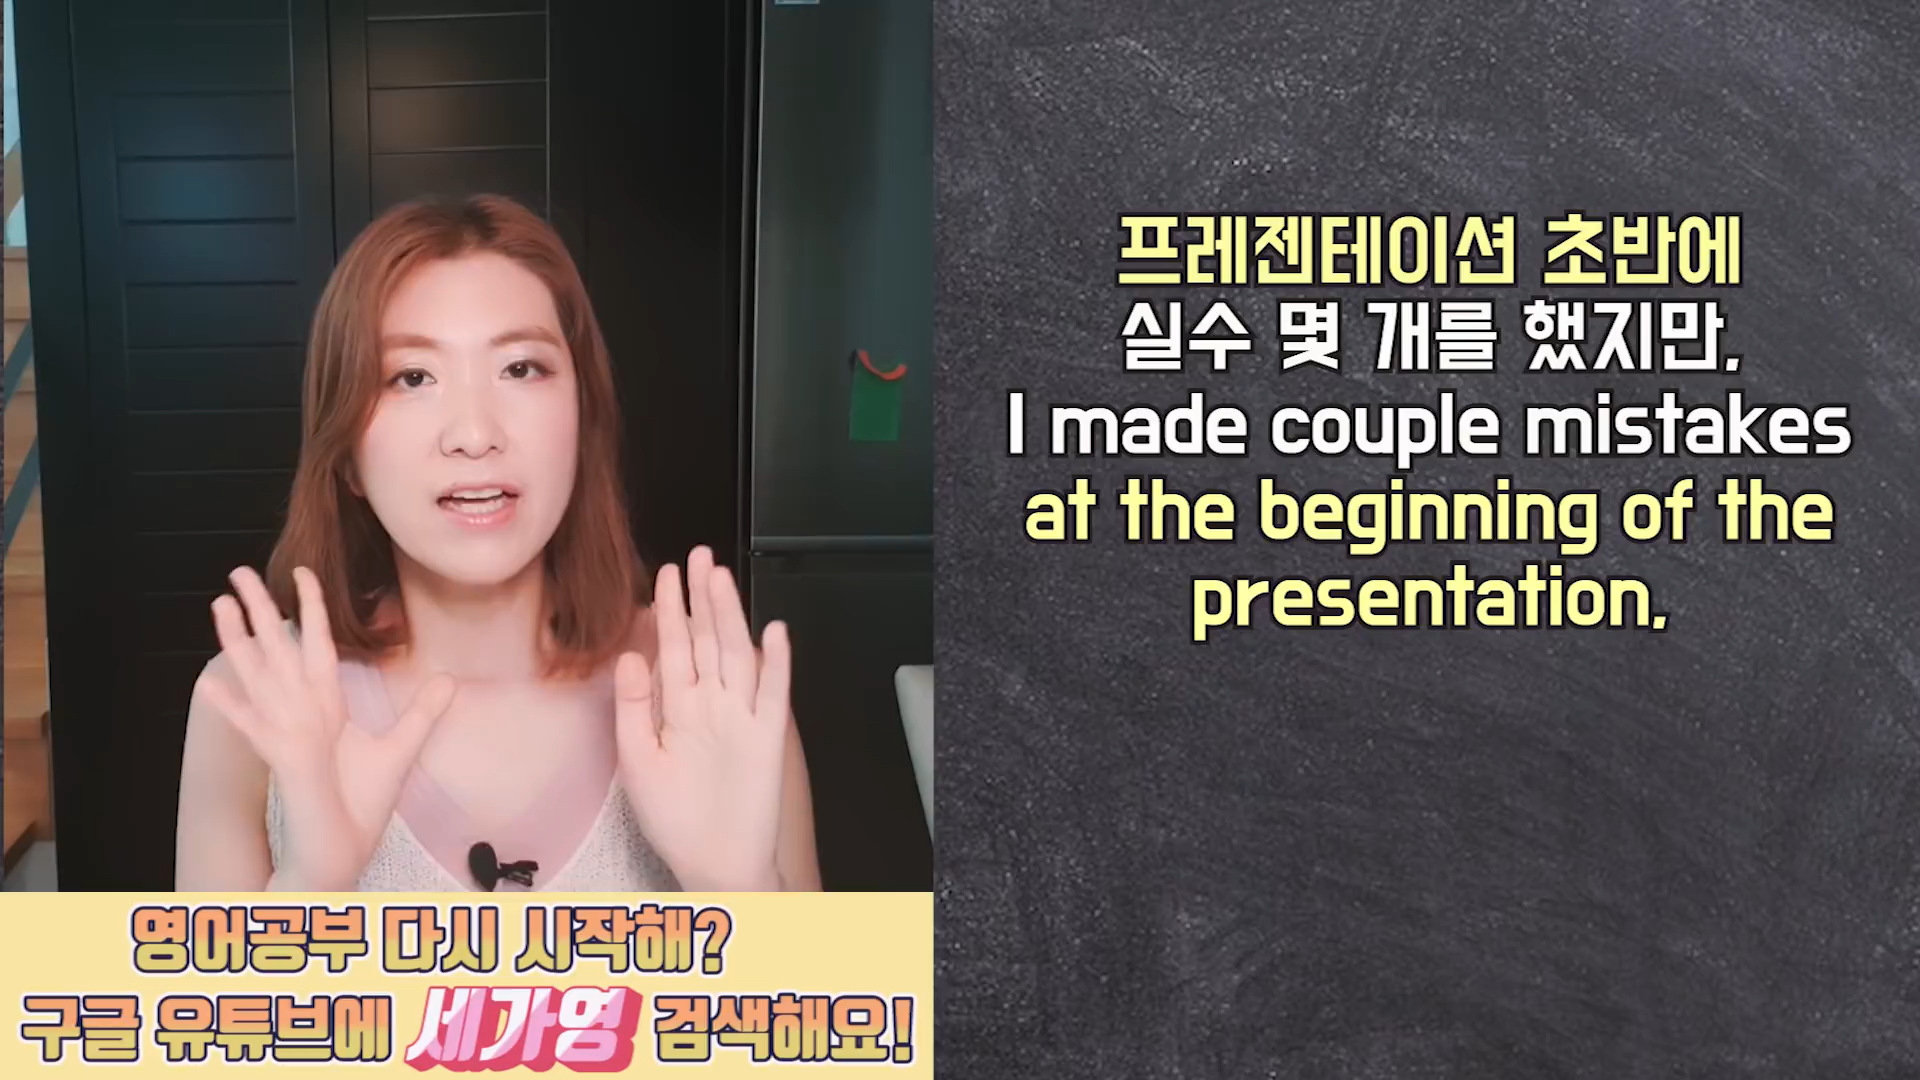 프레젠테이션 초반에
실수 몇 개를 했지만,
I made couple mistakes
at the beginning of the
presentation,
영어공부 다시 시작해?
구글 유튜브에 세가영 검색해요!